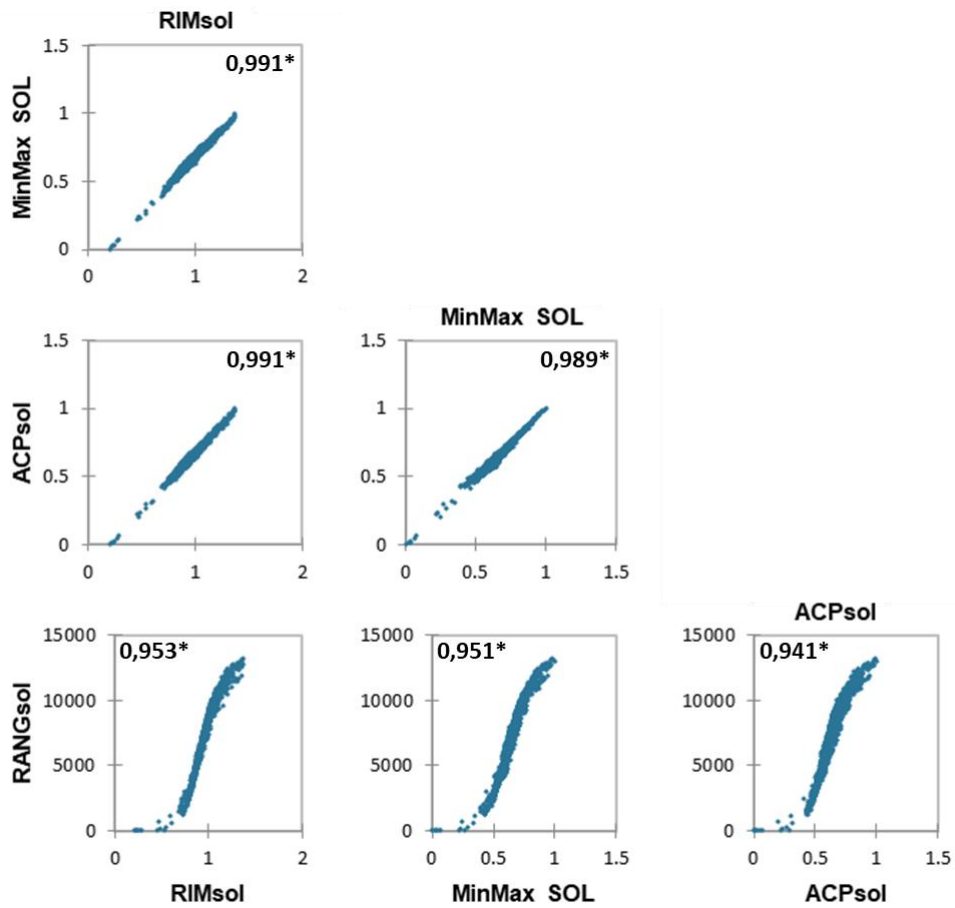 RIMsol
MinMax SOL
1.5
1
0.5
0
0,991*
0 1 2
MinMax SOL
ACPsol
1.5
1
0.5
0
0,991*
0 1 2
1.5
1
0.5
0
0,989*
0 0.5 1 1.5
ACPsol
RANGsol
15000
10000
5000
0
0,953*
0 1 2
RIMsol
15000
10000
5000
0
0,951*
0 0.5 1 1.5
MinMax SOL
15000
10000
5000
0
0,941*
0 0.5 1 1.5
ACPsol